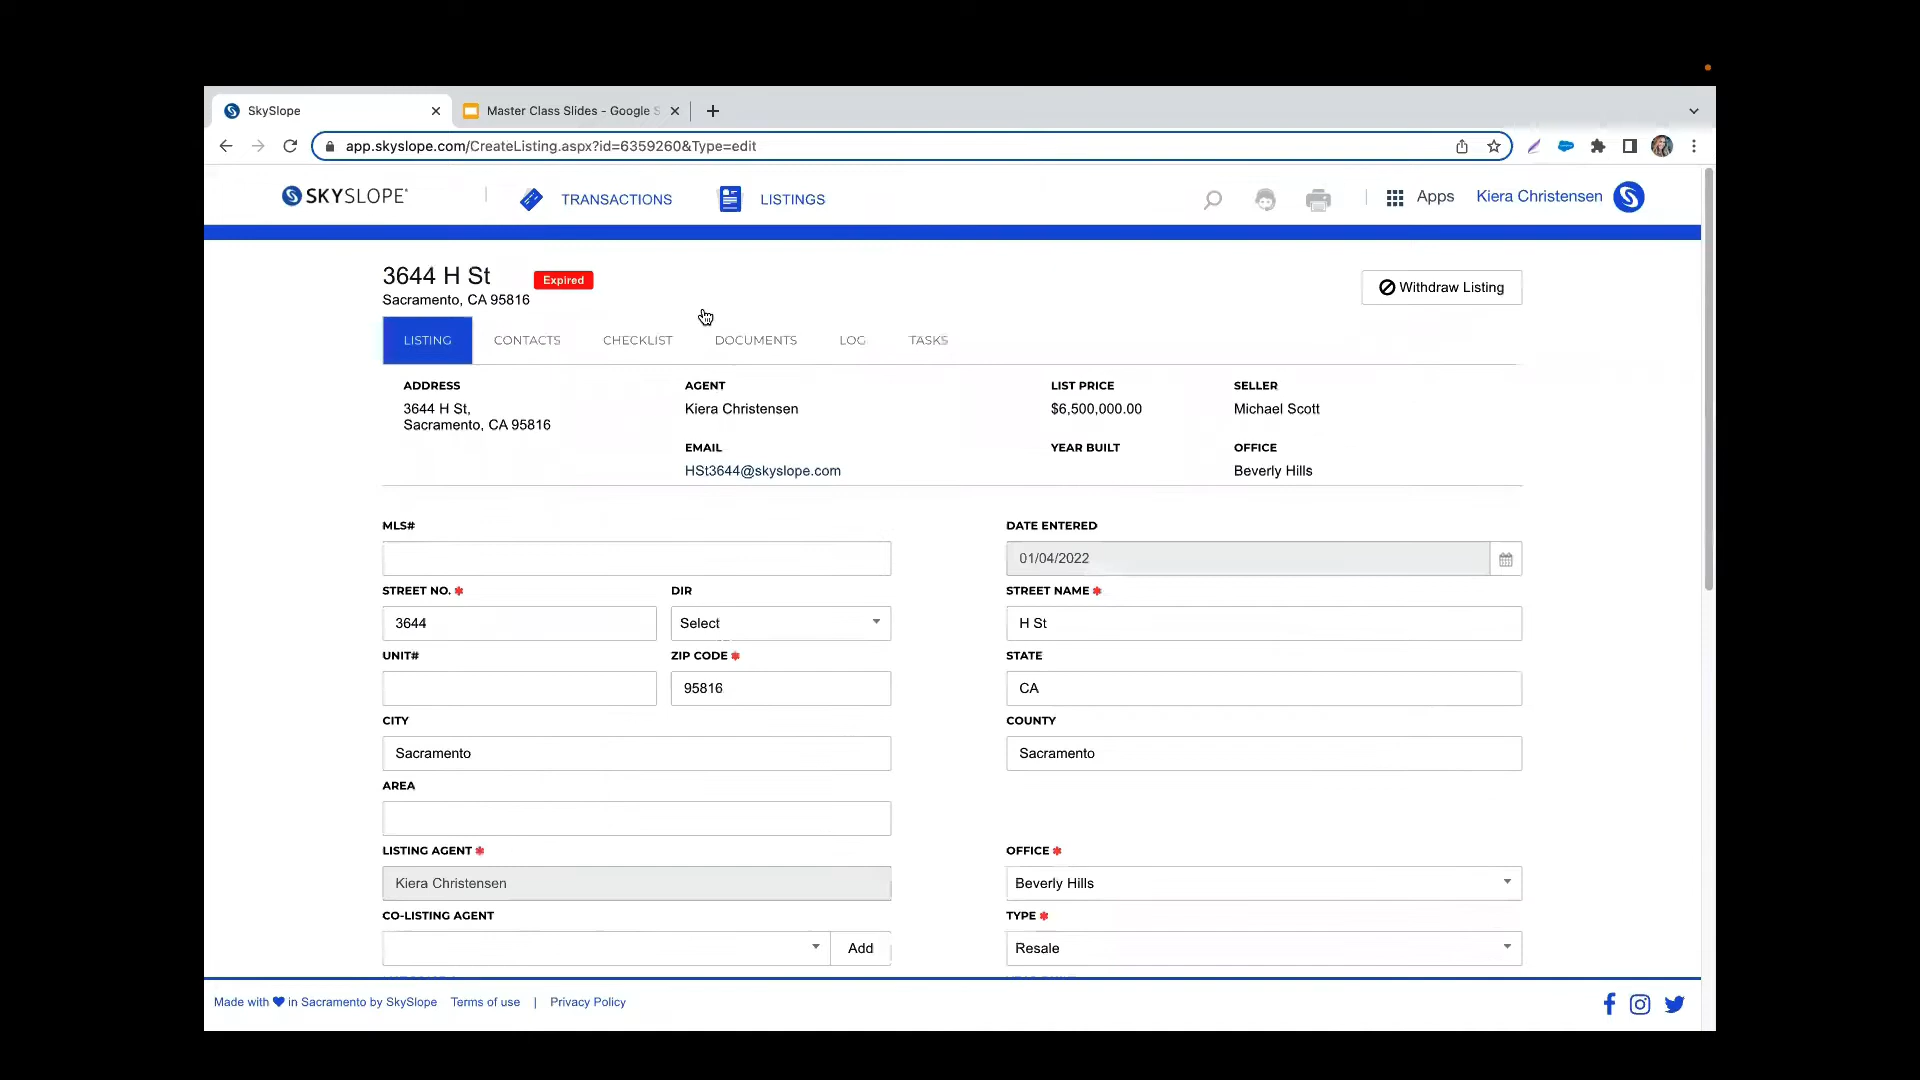 SkySlope
Master Class Slides - Google S
app.skyslope.com/CreateListing.aspx?id=6359260&Type=edit
SKYSLOPE
TRANSACTIONS
LISTINGS
Apps
Kiera Christensen
3644 H St
Expired
Sacramento, CA 95816
Withdraw Listing
LISTING
CONTACTS
CHECKLIST
DOCUMENTS
LOG
TASKS
ADDRESS
AGENT
LIST PRICE
SELLER
3644 H St,
Sacramento, CA 95816
Kiera Christensen
$6,500,000.00
Michael Scott
EMAIL
YEAR BUILT
OFFICE
HSt3644@skyslope.com
Beverly Hills
MLS#
DATE ENTERED
01/04/2022
STREET NO. *
DIR
STREET NAME *
3644
Select
H St
UNIT#
ZIP CODE *
STATE
95816
CA
CITY
COUNTY
Sacramento
Sacramento
AREA
LISTING AGENT *
OFFICE *
Kiera Christensen
Beverly Hills
CO-LISTING AGENT
TYPE *
Add
Resale
Made with ♥ in Sacramento by SkySlope
Terms of use
|
Privacy Policy